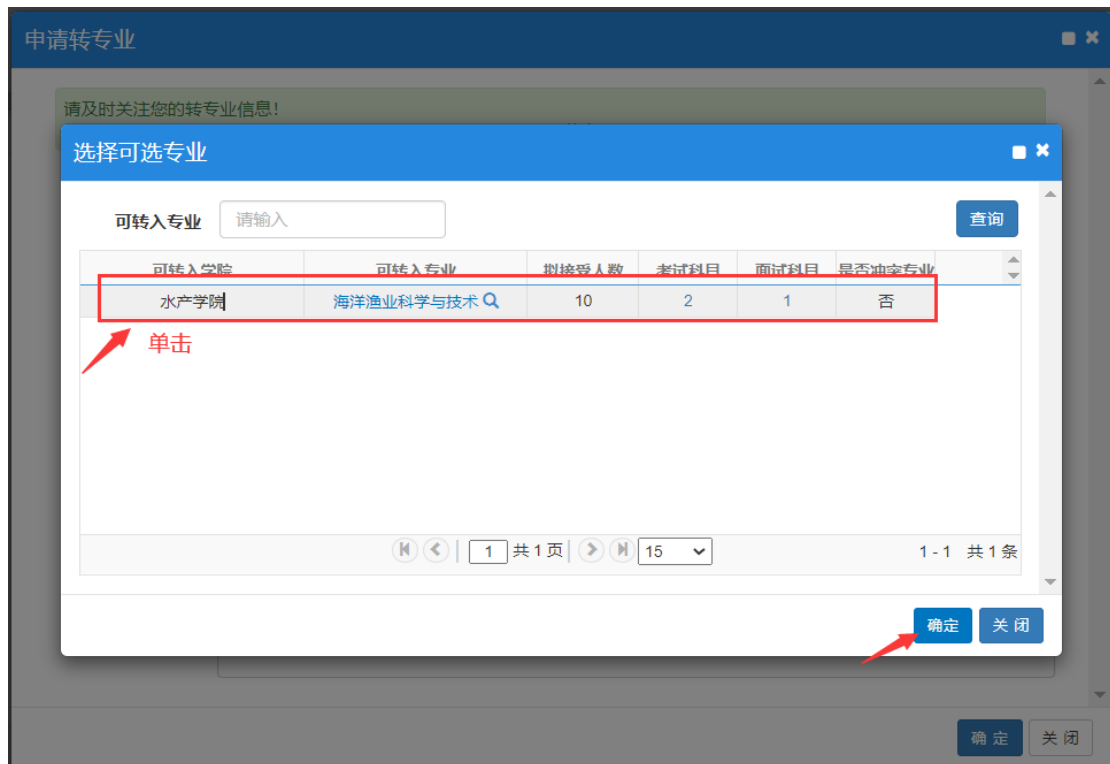 申请转专业
请及时关注您的转专业信息！
选择可选专业
可转入专业 请输入 查询
可转入学院 可转入专业 拟接受人数 考试科目 面试科目 是否冲突专业
水产学院 海洋渔业科学与技术 10 2 1 否
单击
1 共1页 15 1 - 1 共1条
确定 关 闭
确 定 关 闭